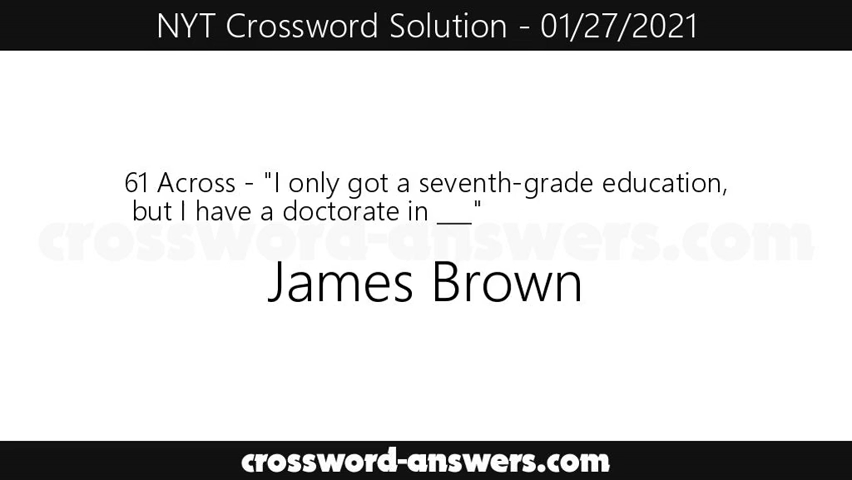 NYT Crossword Solution - 01/27/2021
61 Across - "I only got a seventh-grade education,
but I have a doctorate in ___"
crossword-answers.com
James Brown
crossword-answers.com